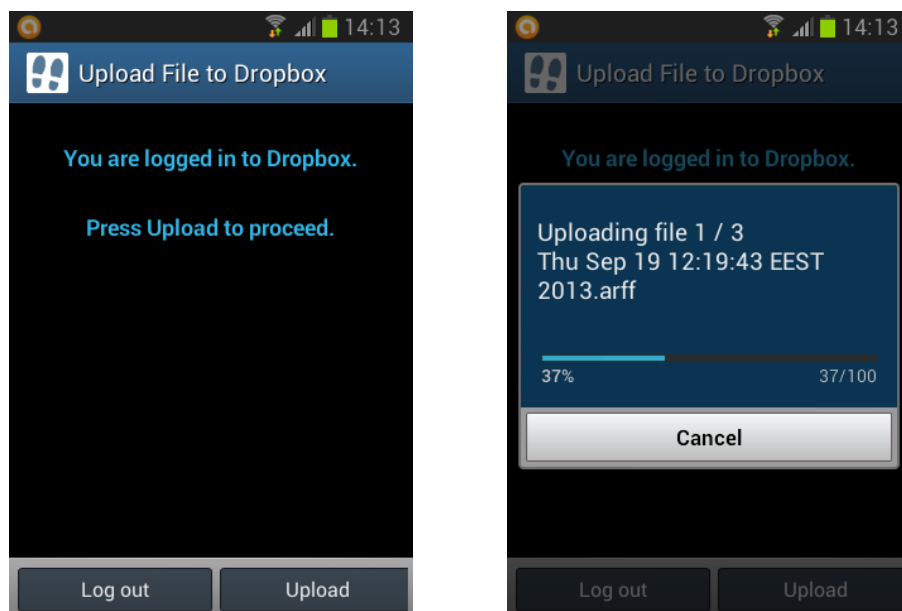 14:13
Upload File to Dropbox
You are logged in to Dropbox.
Press Upload to proceed.
Log out
Upload
14:13
Upload File to Dropbox
You are logged in to Dropbox.
Uploading file 1 / 3
Thu Sep 19 12:19:43 EEST
2013.arff
37%
37/100
Cancel
Log out
Upload